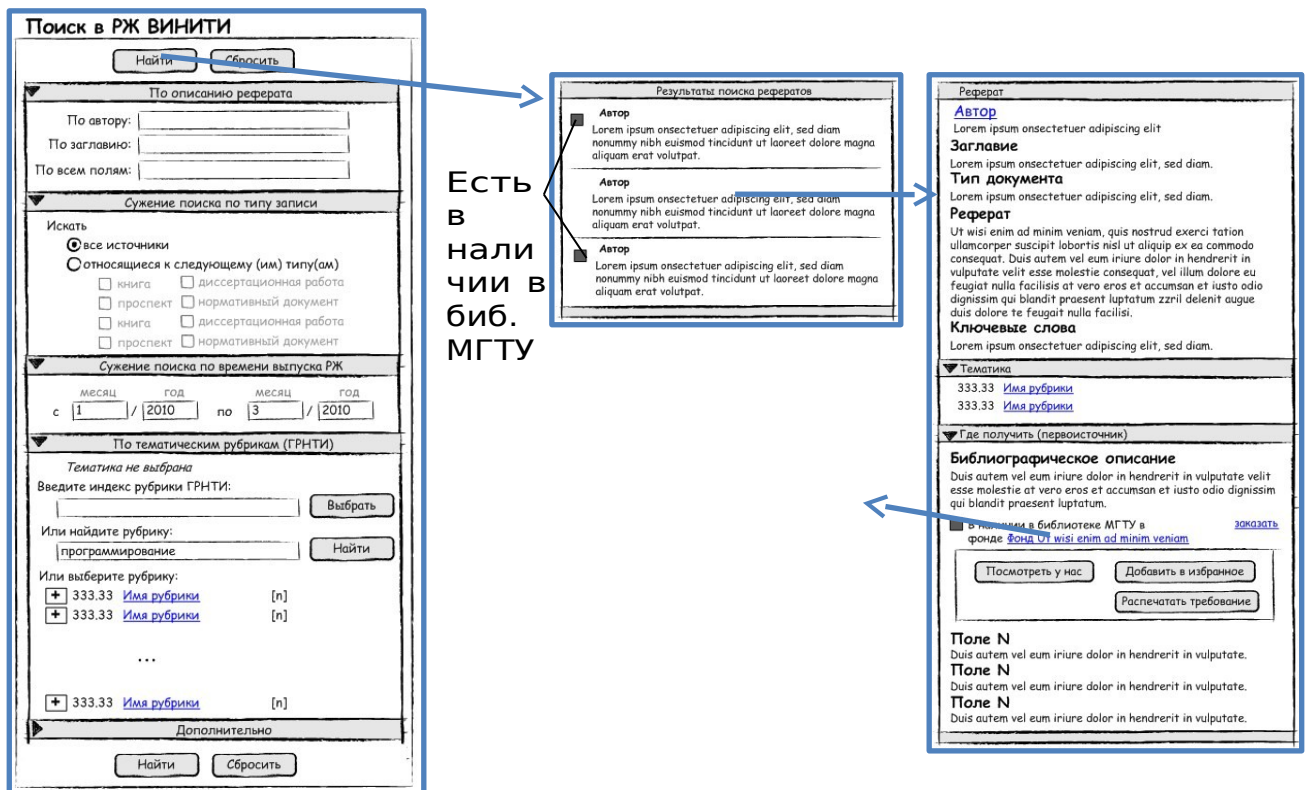 Поиск в РЖ ВИНИТИ
Найти
Сбросить
По описанию реферата
По автору:
По заглавию:
По всем полям:
Сужение поиска по типу записи
Искать
все источники
относящиеся к следующему (им) типу(ам)
книга
диссертационная работа
проспект
нормативный документ
книга
диссертационная работа
проспект
нормативный документ
Сужение поиска по времени выпуска РЖ
месяц
год
месяц
год
с 1 / 2010 по 3 / 2010
По тематическим рубрикам (ГРНТИ)
Тематика не выбрана
Введите индекс рубрики ГРНТИ:
Выбрать
Или найдите рубрику:
программирование
Найти
Или выберите рубрику:
+ 333.33 Имя рубрики [n]
+ 333.33 Имя рубрики [n]
...
+ 333.33 Имя рубрики [n]
Дополнительно
Найти
Сбросить
Есть
в
нали
чии в
биб.
МГТУ
Результаты поиска рефератов
Автор
Lorem ipsum onsectetuer adipiscing elit, sed diam
nonummy nibh euismod tincidunt ut laoreet dolore magna
aliquam erat volutpat.
Автор
Lorem ipsum onsectetuer adipiscing elit, sed diam
nonummy nibh euismod tincidunt ut laoreet dolore magna
aliquam erat volutpat.
Автор
Lorem ipsum onsectetuer adipiscing elit, sed diam
nonummy nibh euismod tincidunt ut laoreet dolore magna
aliquam erat volutpat.
Реферат
Автор
Lorem ipsum onsectetuer adipiscing elit
Заглавие
Lorem ipsum onsectetuer adipiscing elit, sed diam.
Тип документа
Lorem ipsum onsectetuer adipiscing elit, sed diam.
Реферат
Ut wisi enim ad minim veniam, quis nostrud exerci tation
ullamcorper suscipit lobortis nisl ut aliquip ex ea commodo
consequat. Duis autem vel eum iriure dolor in hendrerit in
vulputate velit esse molestie consequat, vel illum dolore eu
feugiat nulla facilisis at vero eros et accumsan et iusto odio
dignissim qui blandit praesent luptatum zzril delenit augue
duis dolore te feugait nulla facilisi.
Ключевые слова
Lorem ipsum onsectetuer adipiscing elit, sed diam.
Тематика
333.33 Имя рубрики
333.33 Имя рубрики
Где получить (первоисточник)
Библиографическое описание
Duis autem vel eum iriure dolor in hendrerit in vulputate velit
esse molestie at vero eros et accumsan et iusto odio dignissim
qui blandit praesent luptatum.
В наличии в библиотеке МГТУ в заказать
фонде Фонд Ut wisi enim ad minim veniam
Посмотреть у нас
Добавить в избранное
Распечатать требование
Поле N
Duis autem vel eum iriure dolor in hendrerit in vulputate.
Поле N
Duis autem vel eum iriure dolor in hendrerit in vulputate.
Поле N
Duis autem vel eum iriure dolor in hendrerit in vulputate.